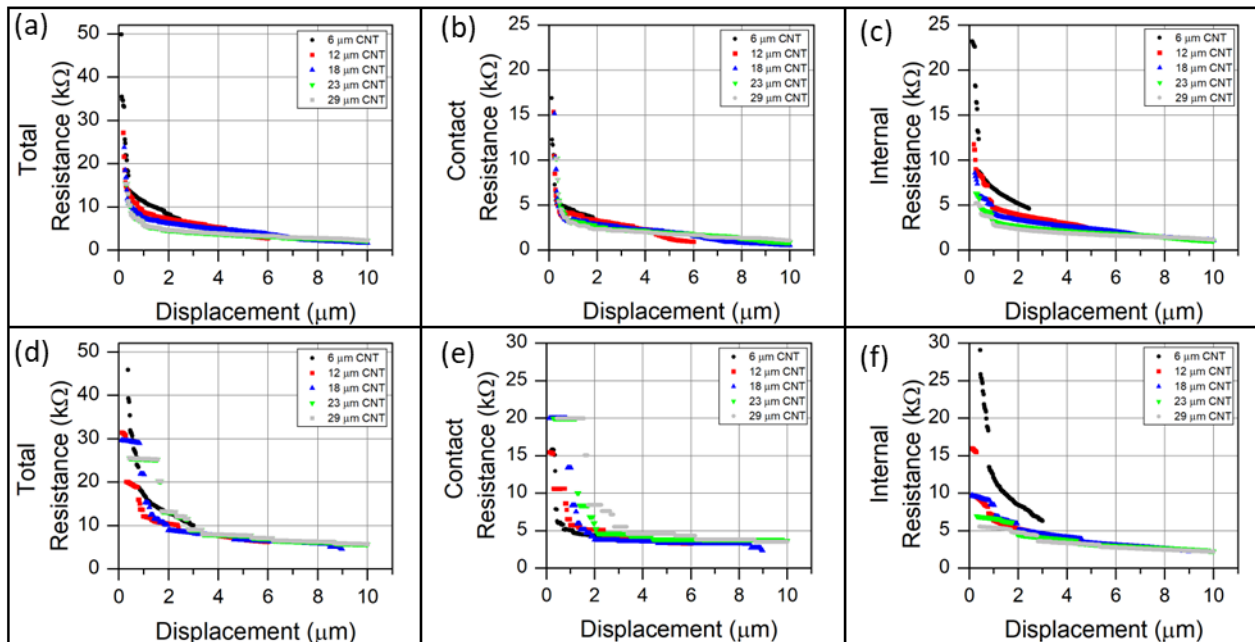 (a)
50
40
30
20
10
0
Total
Resistance (kΩ)
6 μm CNT
12 μm CNT
18 μm CNT
23 μm CNT
29 μm CNT
0 2 4 6 8 10
Displacement (μm)
(b)
25
20
15
10
5
0
Contact
Resistance (kΩ)
6 μm CNT
12 μm CNT
18 μm CNT
23 μm CNT
29 μm CNT
0 2 4 6 8 10
Displacement (μm)
(c)
25
20
15
10
5
0
Internal
Resistance (kΩ)
6 μm CNT
12 μm CNT
18 μm CNT
23 μm CNT
29 μm CNT
0 2 4 6 8 10
Displacement (μm)
(d)
50
40
30
20
10
0
Total
Resistance (kΩ)
6 μm CNT
12 μm CNT
18 μm CNT
23 μm CNT
29 μm CNT
0 2 4 6 8 10
Displacement (μm)
(e)
30
25
20
15
10
5
0
Contact
Resistance (kΩ)
6 μm CNT
12 μm CNT
18 μm CNT
23 μm CNT
29 μm CNT
0 2 4 6 8 10
Displacement (μm)
(f)
30
25
20
15
10
5
0
Internal
Resistance (kΩ)
6 μm CNT
12 μm CNT
18 μm CNT
23 μm CNT
29 μm CNT
0 2 4 6 8 10
Displacement (μm)